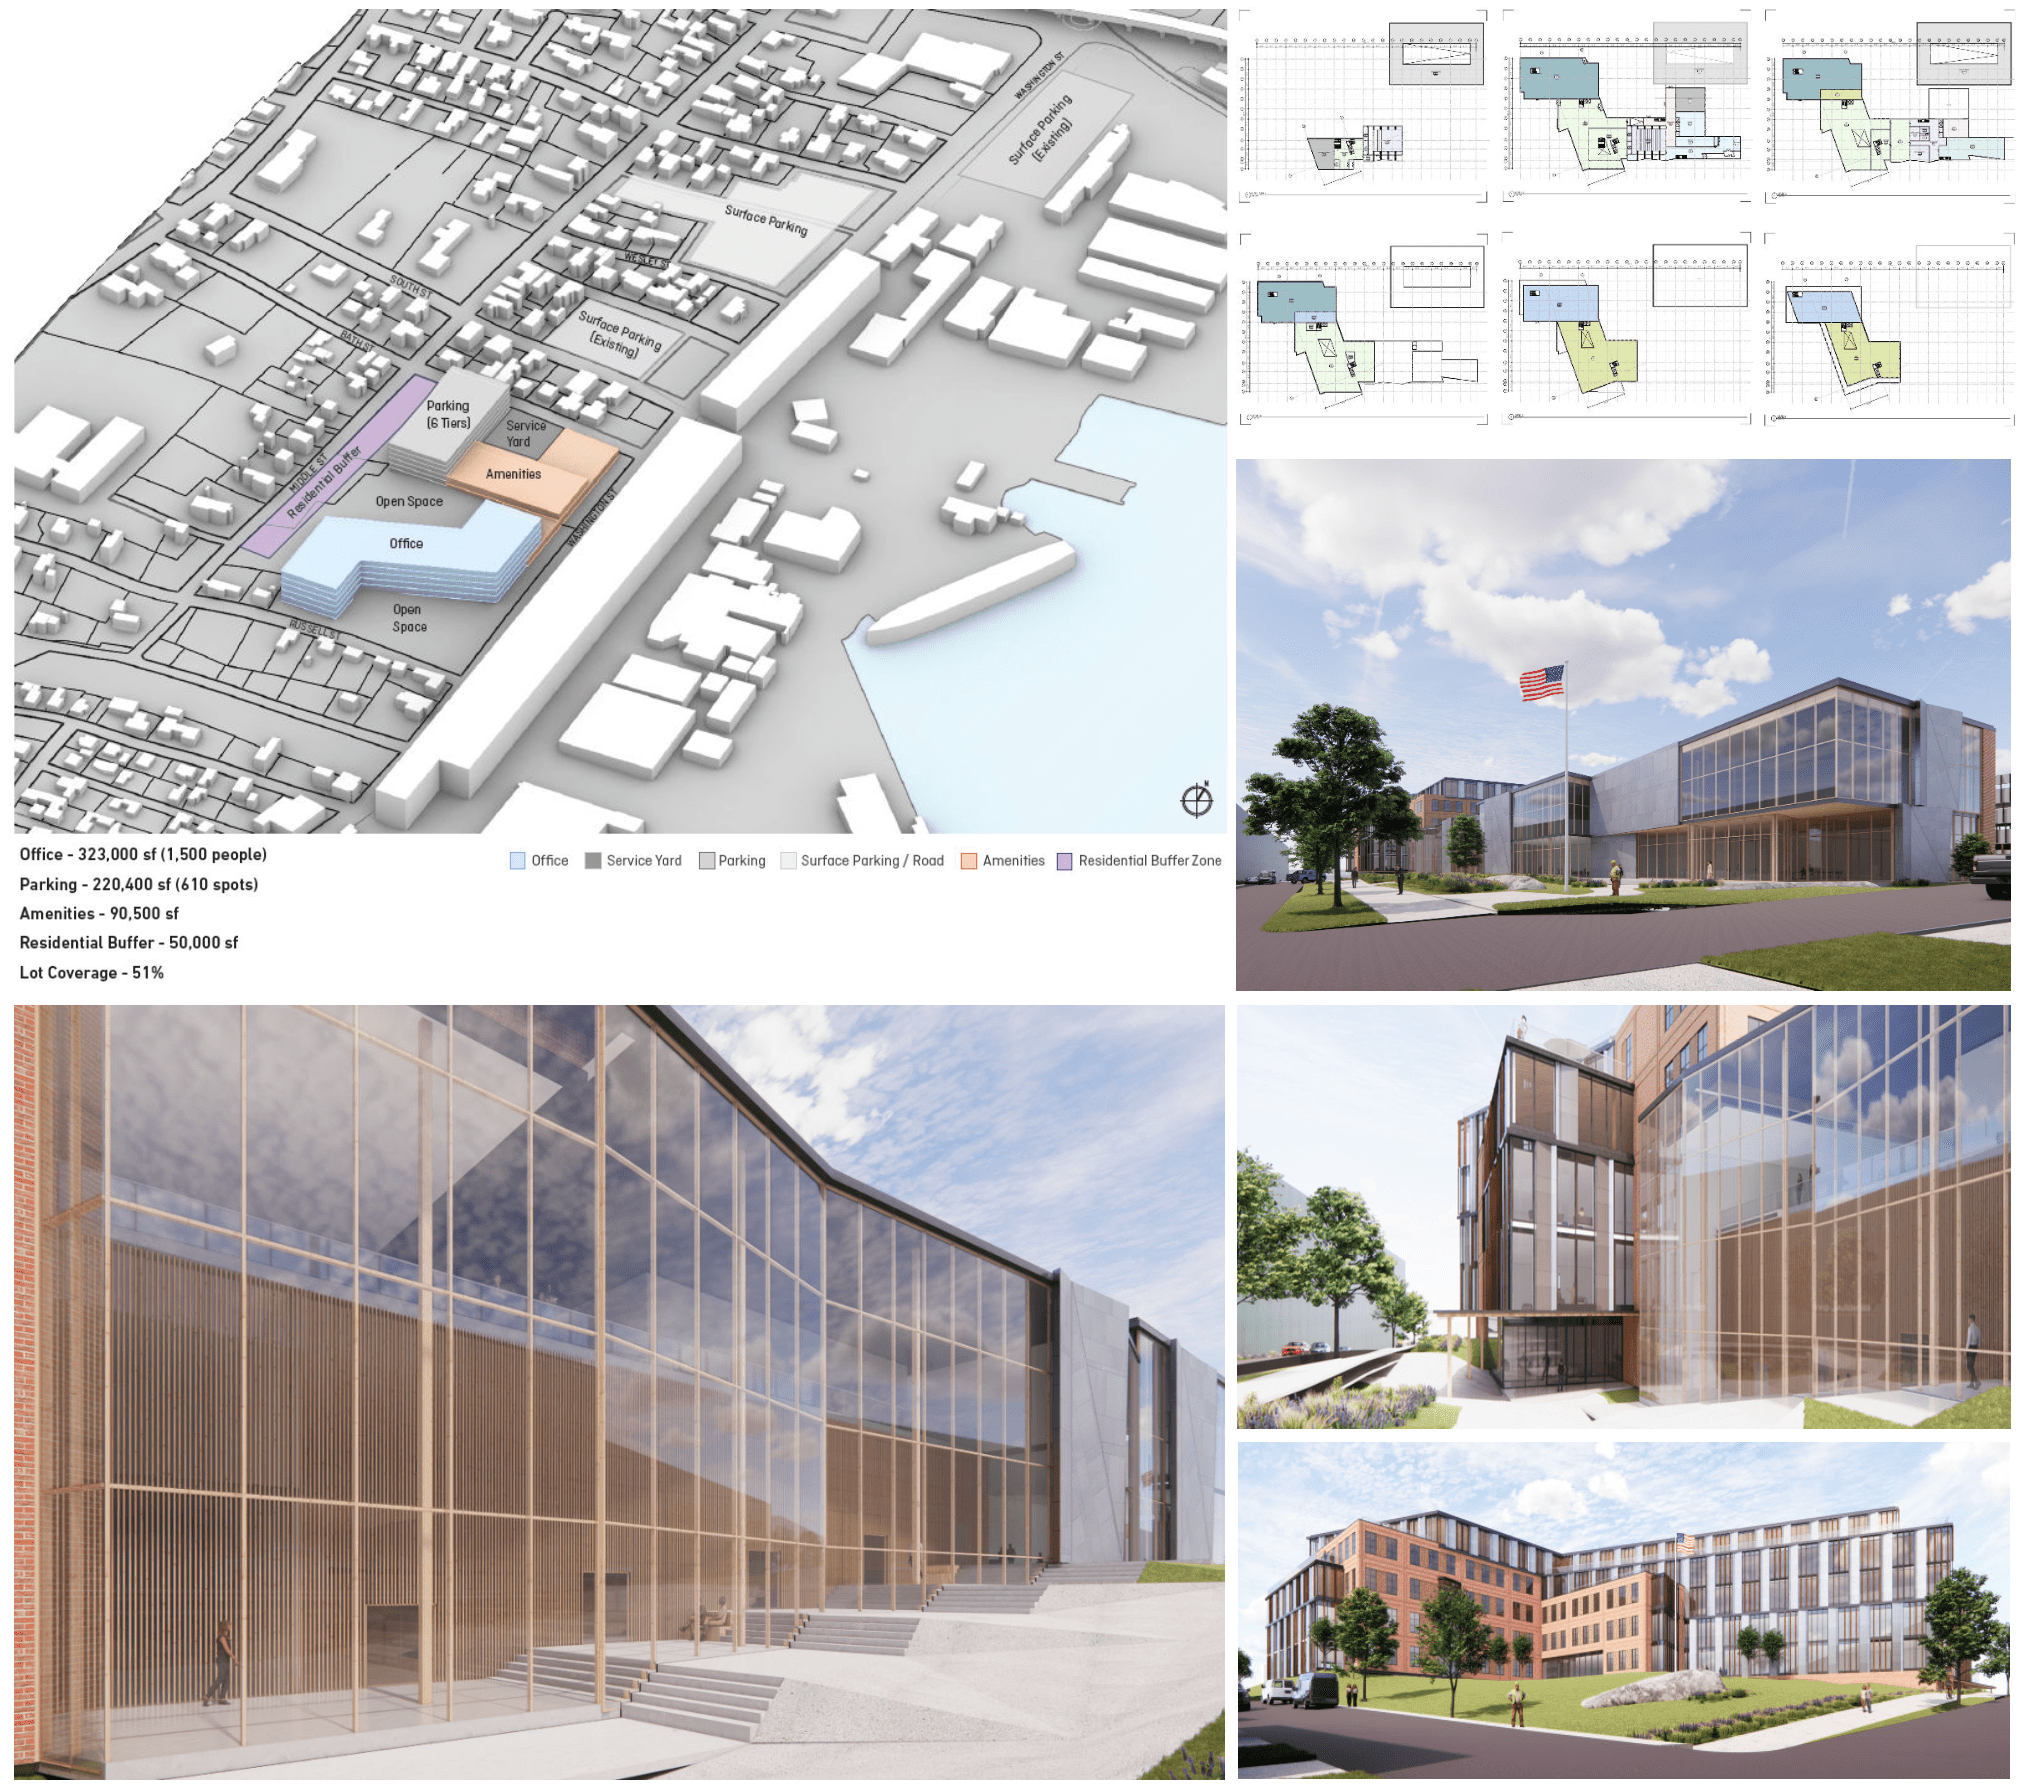 WASHINGTON ST
Surface Parking
(Existing)
Surface Parking
WESLEY ST
SOUTH ST
Surface Parking
(Existing)
BATH ST
Parking
(6 Tiers)
Service
Yard
Amenities
MIDDLE ST
Residential Buffer
Open Space
WASHINGTON ST
Office
Open
Space
RUSSELL ST
N
Office - 323,000 sf (1,500 people)
Parking - 220,400 sf (610 spots)
Amenities - 90,500 sf
Residential Buffer - 50,000 sf
Lot Coverage - 51%
Office
Service Yard
Parking
Surface Parking / Road
Amenities
Residential Buffer Zone